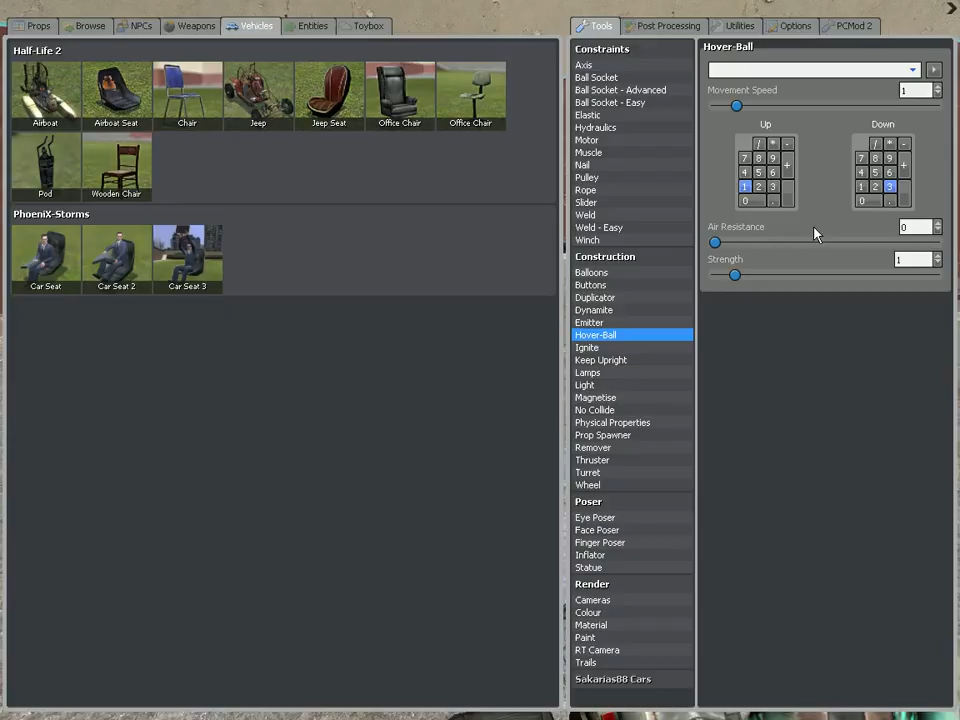 Props Browse NPCs Weapons Vehicles Entities Toybox
Half-Life 2
Airboat Airboat Seat Chair Jeep Jeep Seat Office Chair Office Chair
Pod Wooden Chair
PhoeniX-Storms
Car Seat Car Seat 2 Car Seat 3
Tools Post Processing Utilities Options PCMod 2
Constraints
Axis
Ball Socket
Ball Socket - Advanced
Ball Socket - Easy
Elastic
Hydraulics
Motor
Muscle
Nail
Pulley
Rope
Slider
Weld
Weld - Easy
Winch
Construction
Balloons
Buttons
Duplicator
Dynamite
Emitter
Hover-Ball
Ignite
Keep Upright
Lamps
Light
Magnetise
No Collide
Physical Properties
Prop Spawner
Remover
Thruster
Turret
Wheel
Poser
Eye Poser
Face Poser
Finger Poser
Inflator
Statue
Render
Cameras
Colour
Material
Paint
RT Camera
Trails
Sakarias88 Cars
Hover-Ball
Movement Speed 1
Up Down
/ * - / * -
7 8 9 + 7 8 9 +
4 5 6 4 5 6
1 2 3 1 2 3
0 . 0 .
Air Resistance 0
Strength 1